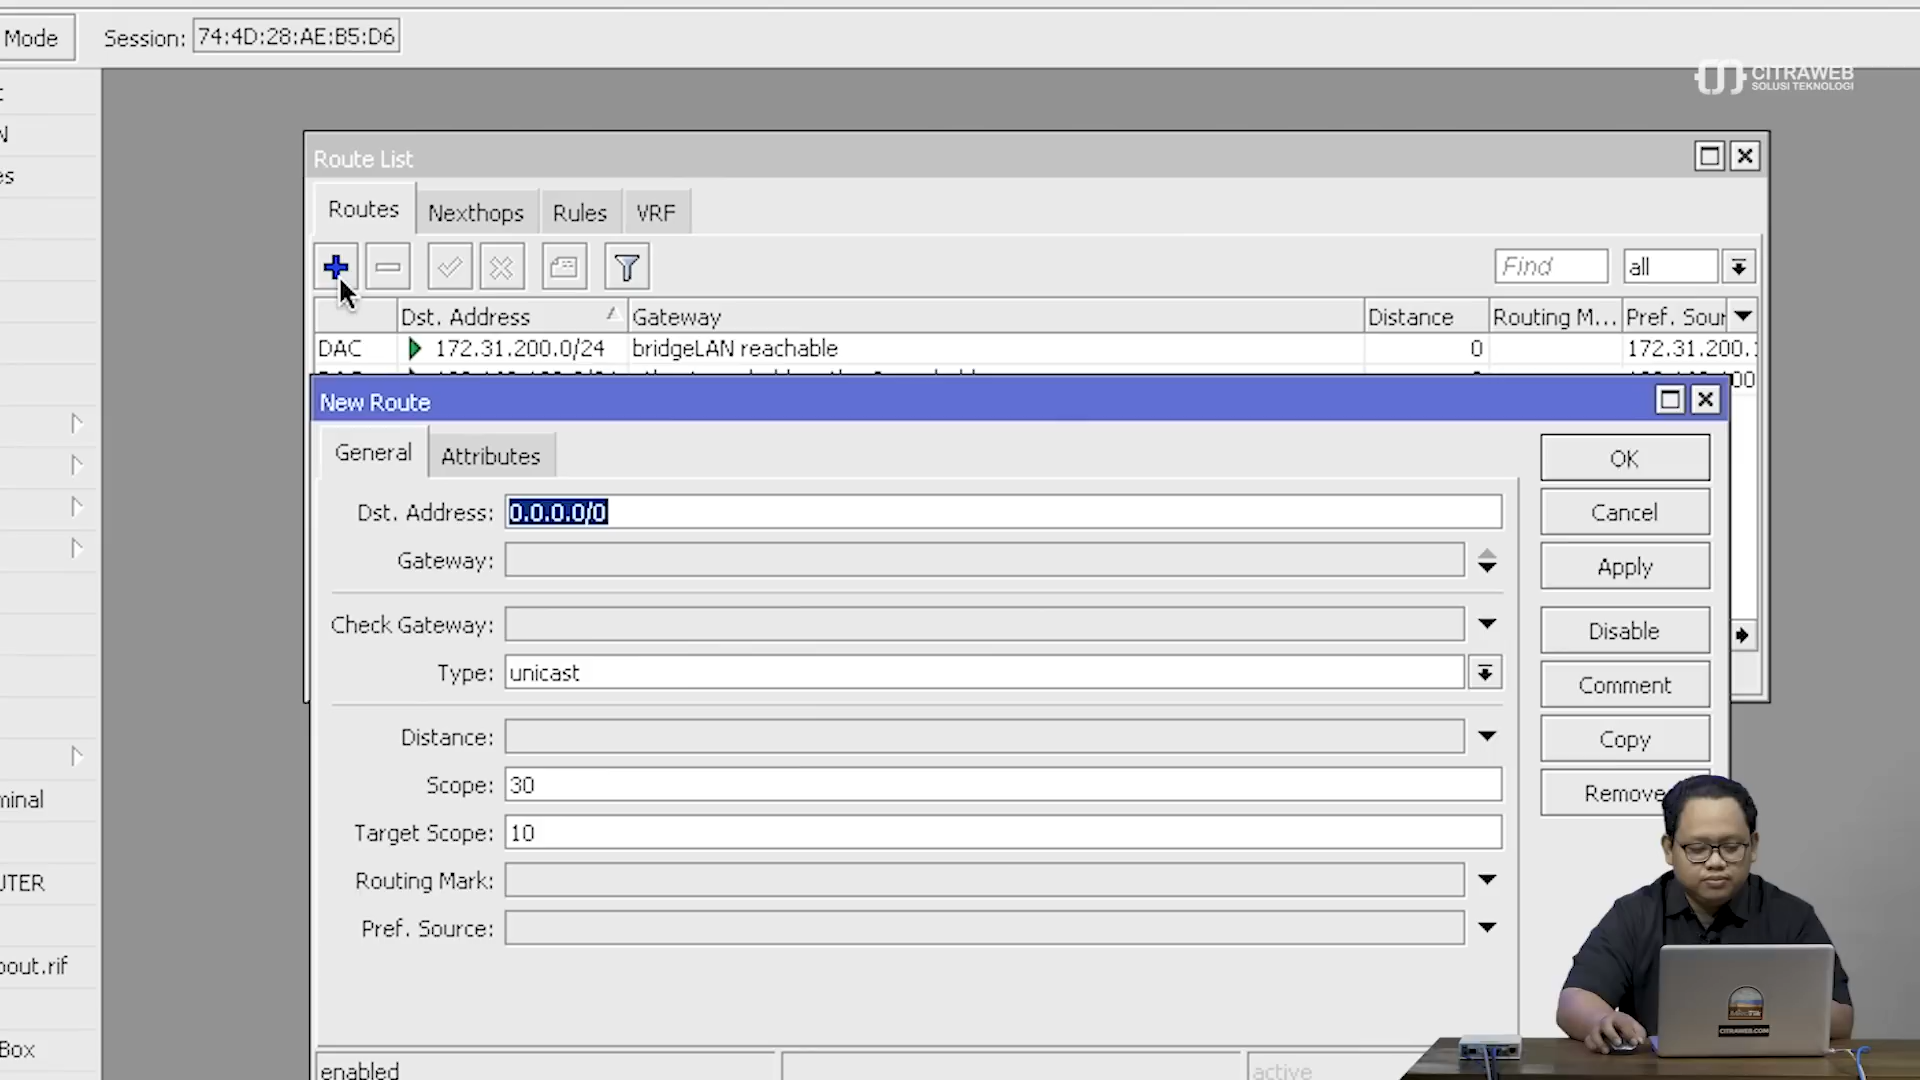 Mode
Session: 74:4D:28:AE:B5:D6
CITRAWEB
SOLUSI TEKNOLOGI
Route List
Routes
Nexthops
Rules
VRF
Find
all
Dst. Address
Gateway
Distance
Routing M...
Pref. Sour
DAC
172.31.200.0/24
bridgeLAN reachable
0
172.31.200.
New Route
General
Attributes
OK
Dst. Address: 0.0.0.0/0
Cancel
Gateway:
Apply
Check Gateway:
Disable
Type: unicast
Comment
Distance:
Copy
Scope: 30
Remove
Target Scope: 10
minal
Routing Mark:
UTER
Pref. Source:
pout.rif
CITRAWEB.COM
Box
enabled
active